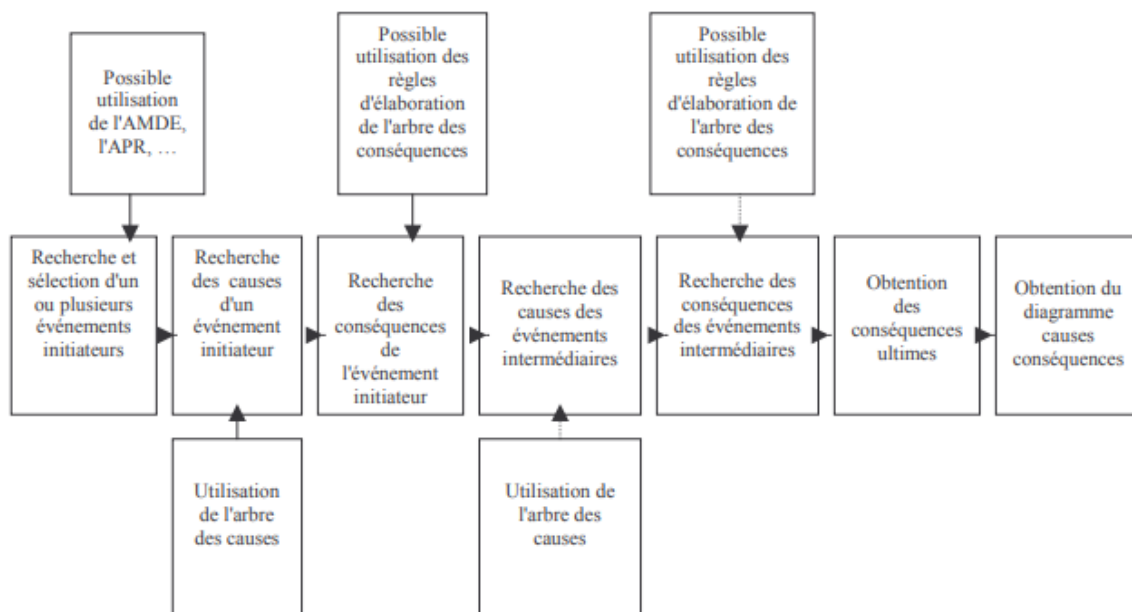 Possible
utilisation
de l'AMDE,
l'APR, …
Possible
utilisation des
règles
d'élaboration
de l'arbre des
conséquences
Possible
utilisation des
règles
d'élaboration de
l'arbre des
conséquences
Recherche et
sélection d'un
ou plusieurs
événements
initiateurs
Recherche
des causes
d'un
événement
initiateur
Recherche
des
conséquences
de
l'événement
initiateur
Recherche des
causes des
événements
intermédiaires
Recherche des
conséquences
des événements
intermédiaires
Obtention
des
conséquences
ultimes
Obtention du
diagramme
causes
conséquences
Utilisation
de l'arbre
des causes
Utilisation de
l'arbre des
causes